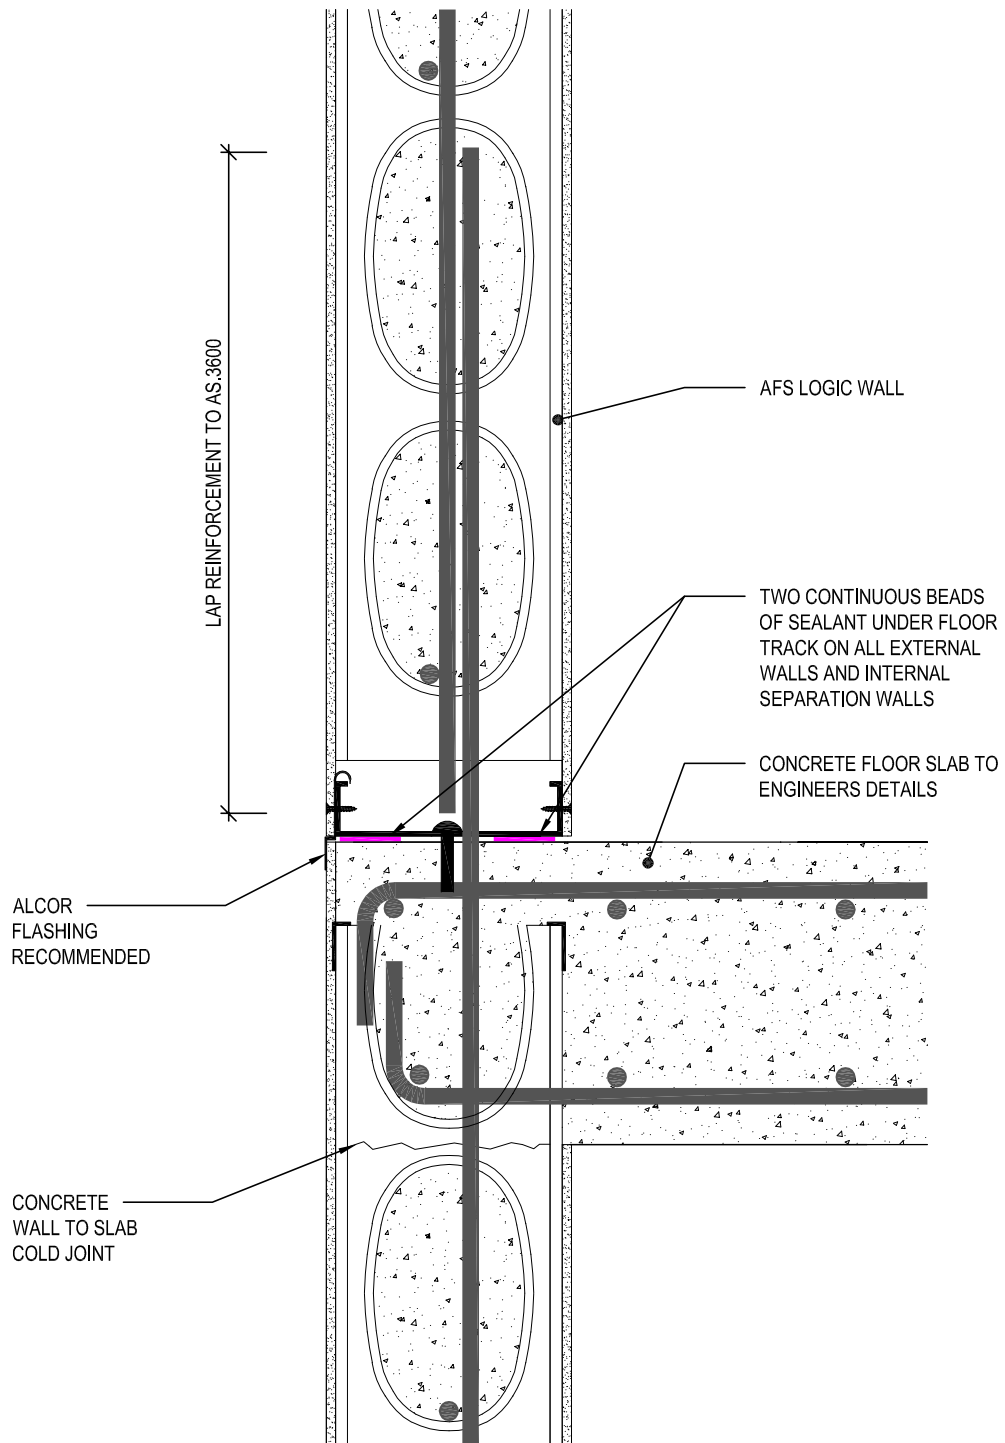 LAP REINFORCEMENT TO AS.3600
AFS LOGIC WALL
TWO CONTINUOUS BEADS
OF SEALANT UNDER FLOOR
TRACK ON ALL EXTERNAL
WALLS AND INTERNAL
SEPARATION WALLS
CONCRETE FLOOR SLAB TO
ENGINEERS DETAILS
ALCOR
FLASHING
RECOMMENDED
CONCRETE
WALL TO SLAB
COLD JOINT